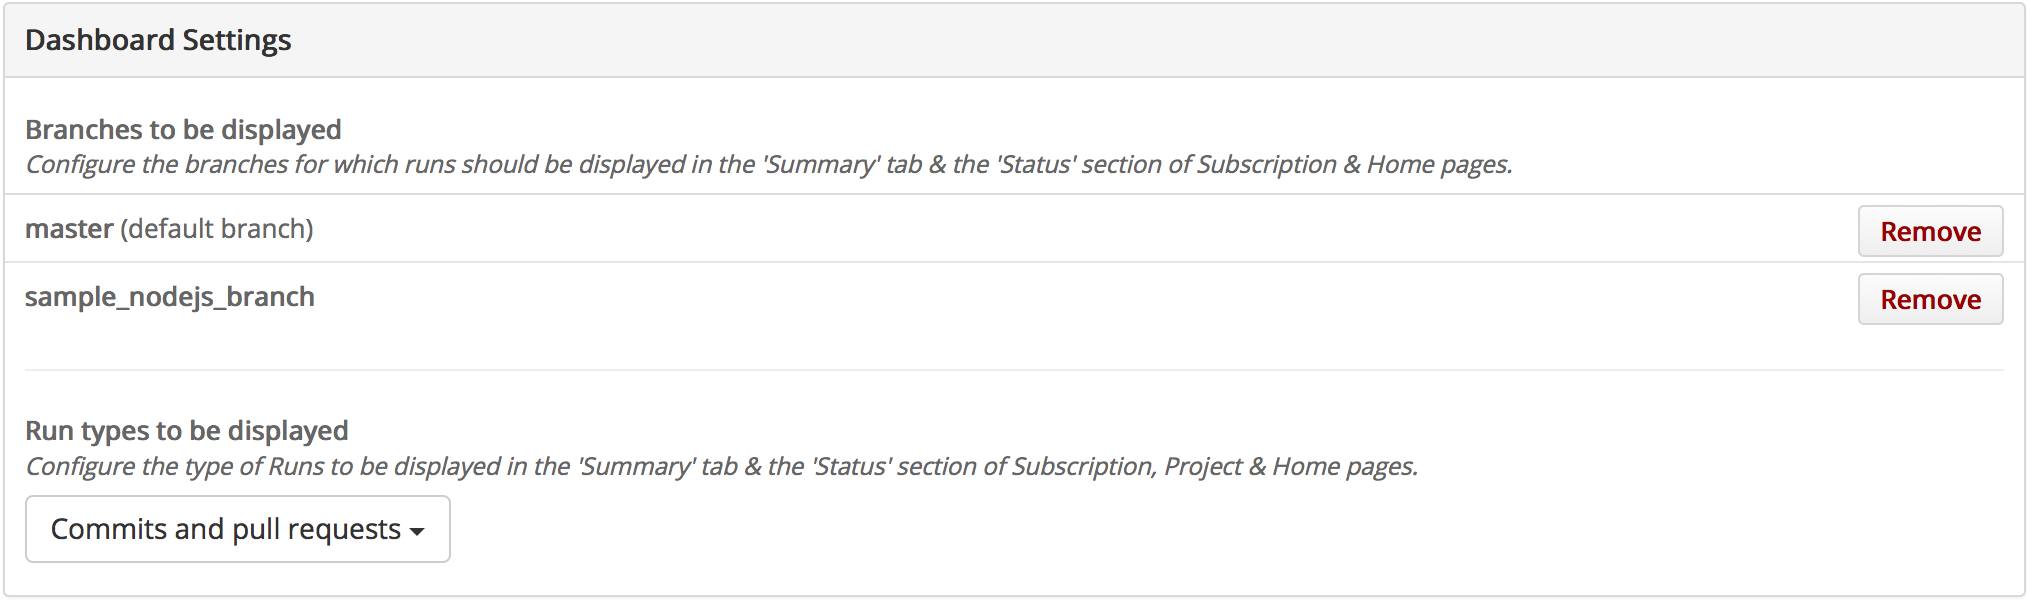 Dashboard Settings
Branches to be displayed
Configure the branches for which runs should be displayed in the 'Summary' tab & the 'Status' section of Subscription & Home pages.
master (default branch)
Remove
sample_nodejs_branch
Remove
Run types to be displayed
Configure the type of Runs to be displayed in the 'Summary' tab & the 'Status' section of Subscription, Project & Home pages.
Commits and pull requests